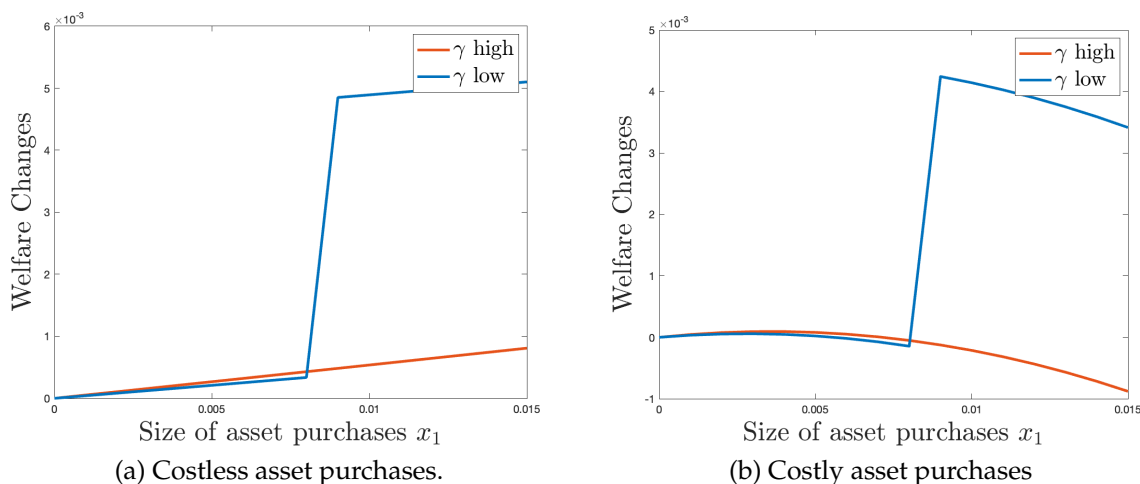 ×10⁻³
6
5
4
3
2
1
0
0
0.005
0.01
0.015
γ high
γ low
Welfare Changes
Size of asset purchases x₁
(a) Costless asset purchases.
×10⁻³
5
4
3
2
1
0
-1
0
0.005
0.01
0.015
γ high
γ low
Welfare Changes
Size of asset purchases x₁
(b) Costly asset purchases